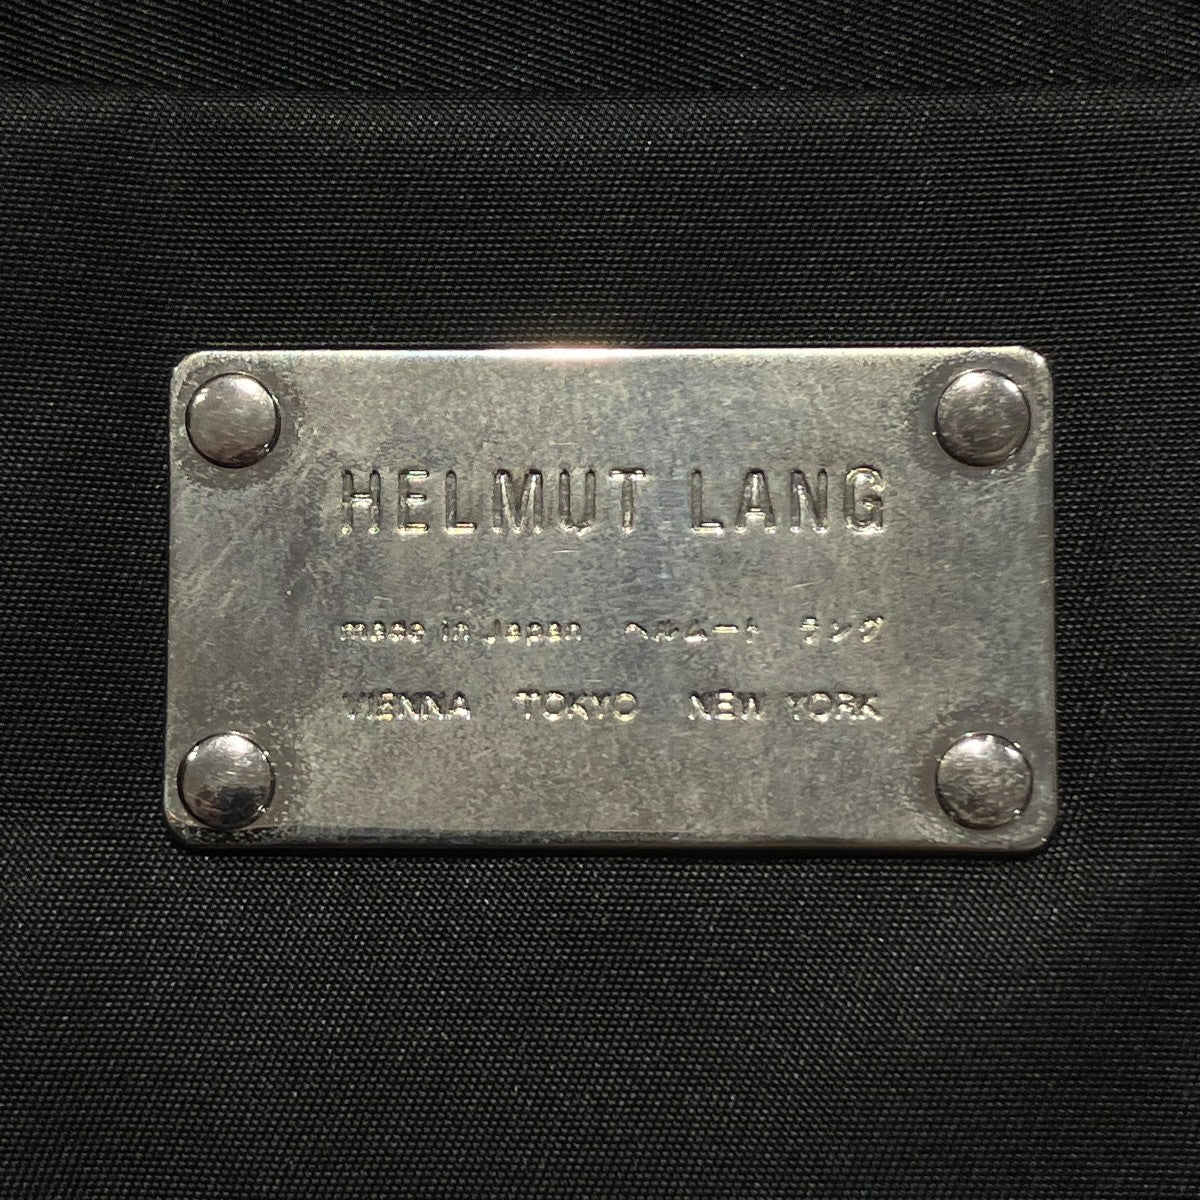 HELMUT LANG
made in Japan ヘルムート ラング
VIENNA TOKYO NEW YORK